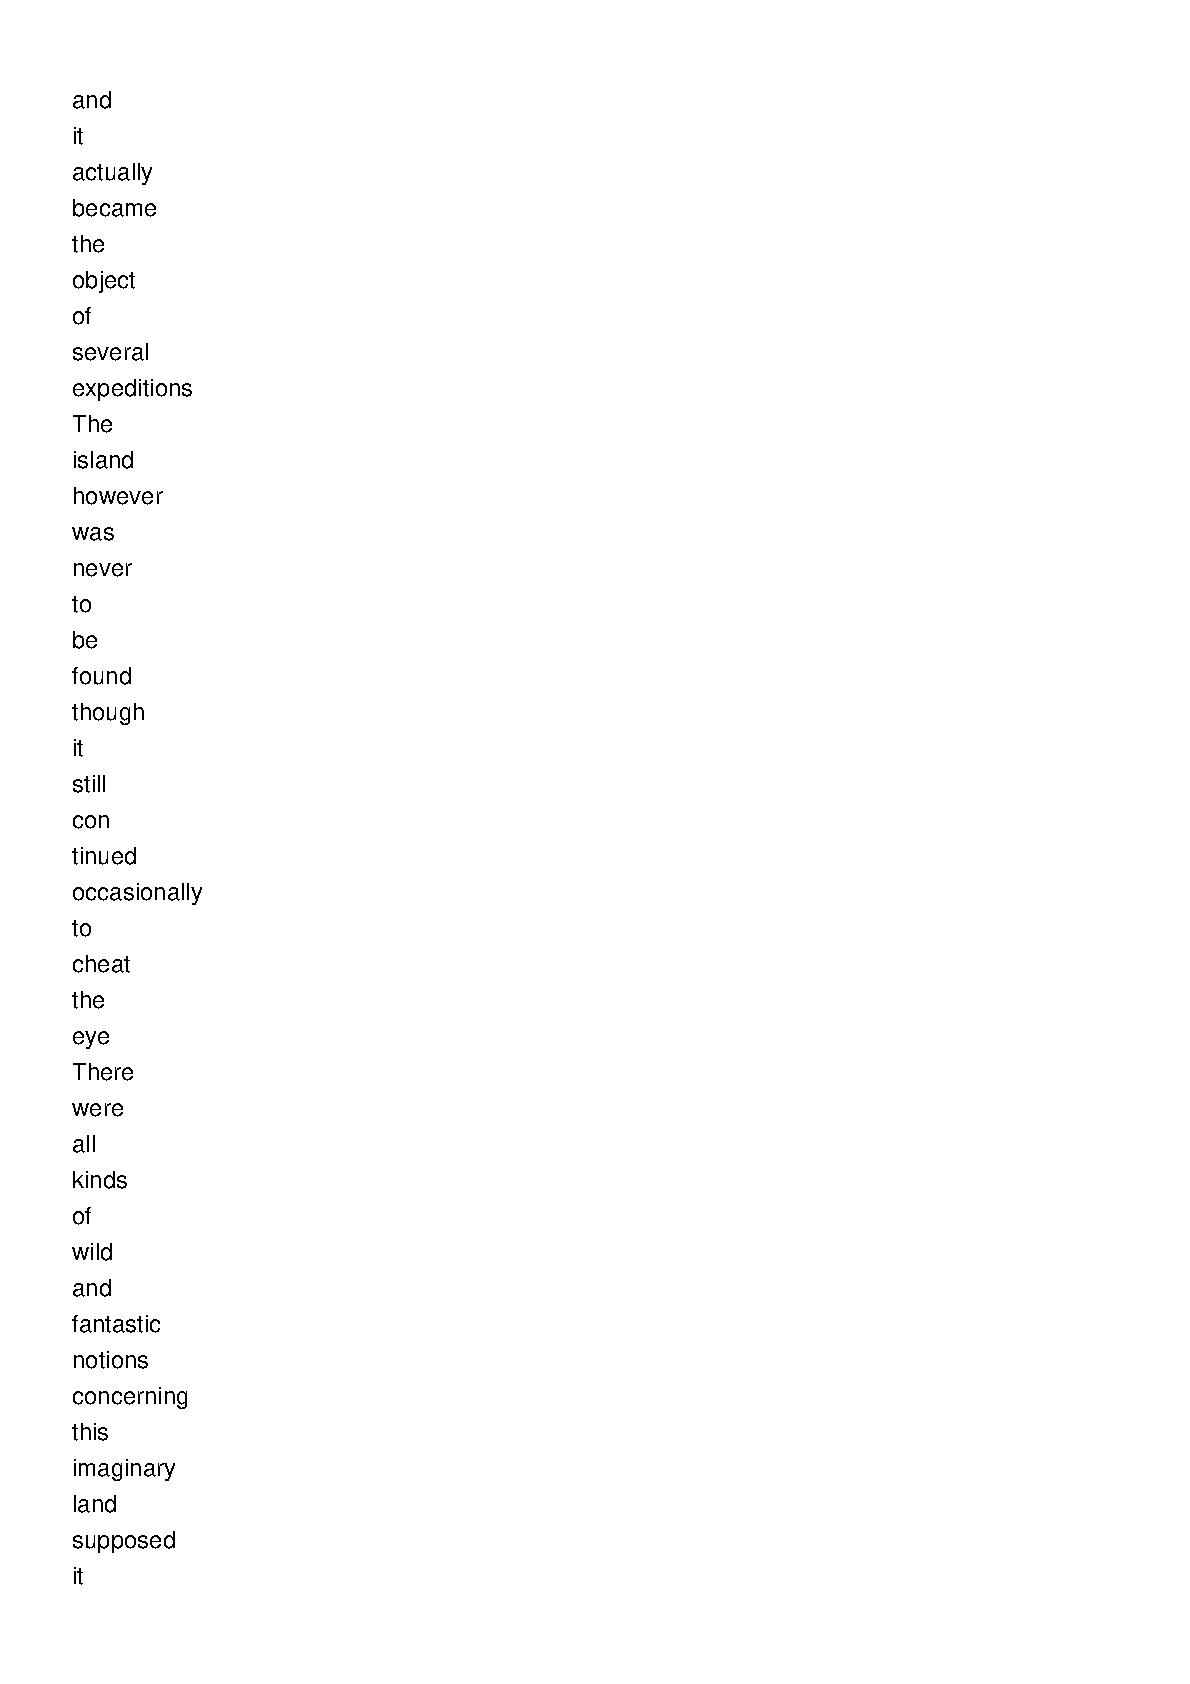 and
it
actually
became
the
object
of
several
expeditions
The
island
however
was
never
to
be
found
though
it
still
con
tinued
occasionally
to
cheat
the
eye
There
were
all
kinds
of
wild
and
fantastic
notions
concerning
this
imaginary
land
supposed
it